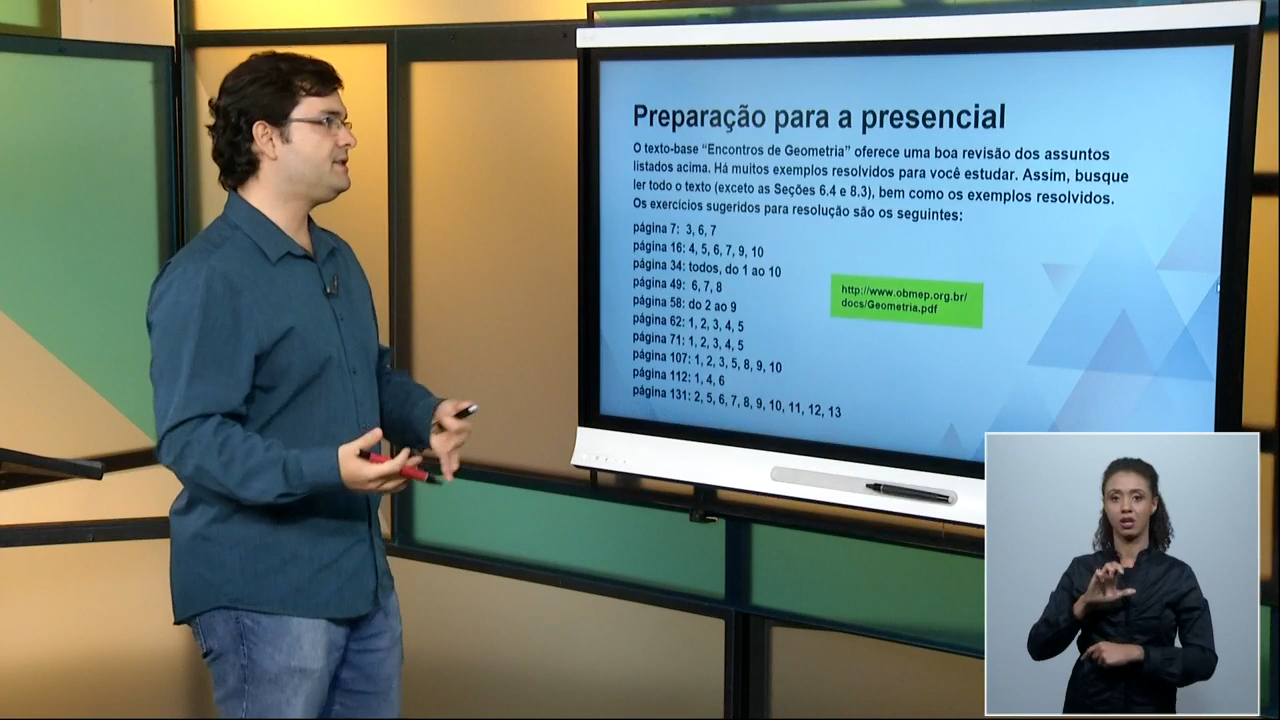 Preparação para a presencial
O texto-base “Encontros de Geometria” oferece uma boa revisão dos assuntos
listados acima. Há muitos exemplos resolvidos para você estudar. Assim, busque
ler todo o texto (exceto as Seções 6.4 e 8.3), bem como os exemplos resolvidos.
Os exercícios sugeridos para resolução são os seguintes:
página 7: 3, 6, 7
página 16: 4, 5, 6, 7, 9, 10
página 34: todos, do 1 ao 10
página 49: 6, 7, 8
página 58: do 2 ao 9
página 62: 1, 2, 3, 4, 5
página 71: 1, 2, 3, 4, 5
página 107: 1, 2, 3, 5, 8, 9, 10
página 112: 1, 4, 6
página 131: 2, 5, 6, 7, 8, 9, 10, 11, 12, 13
http://www.obmep.org.br/
docs/Geometria.pdf